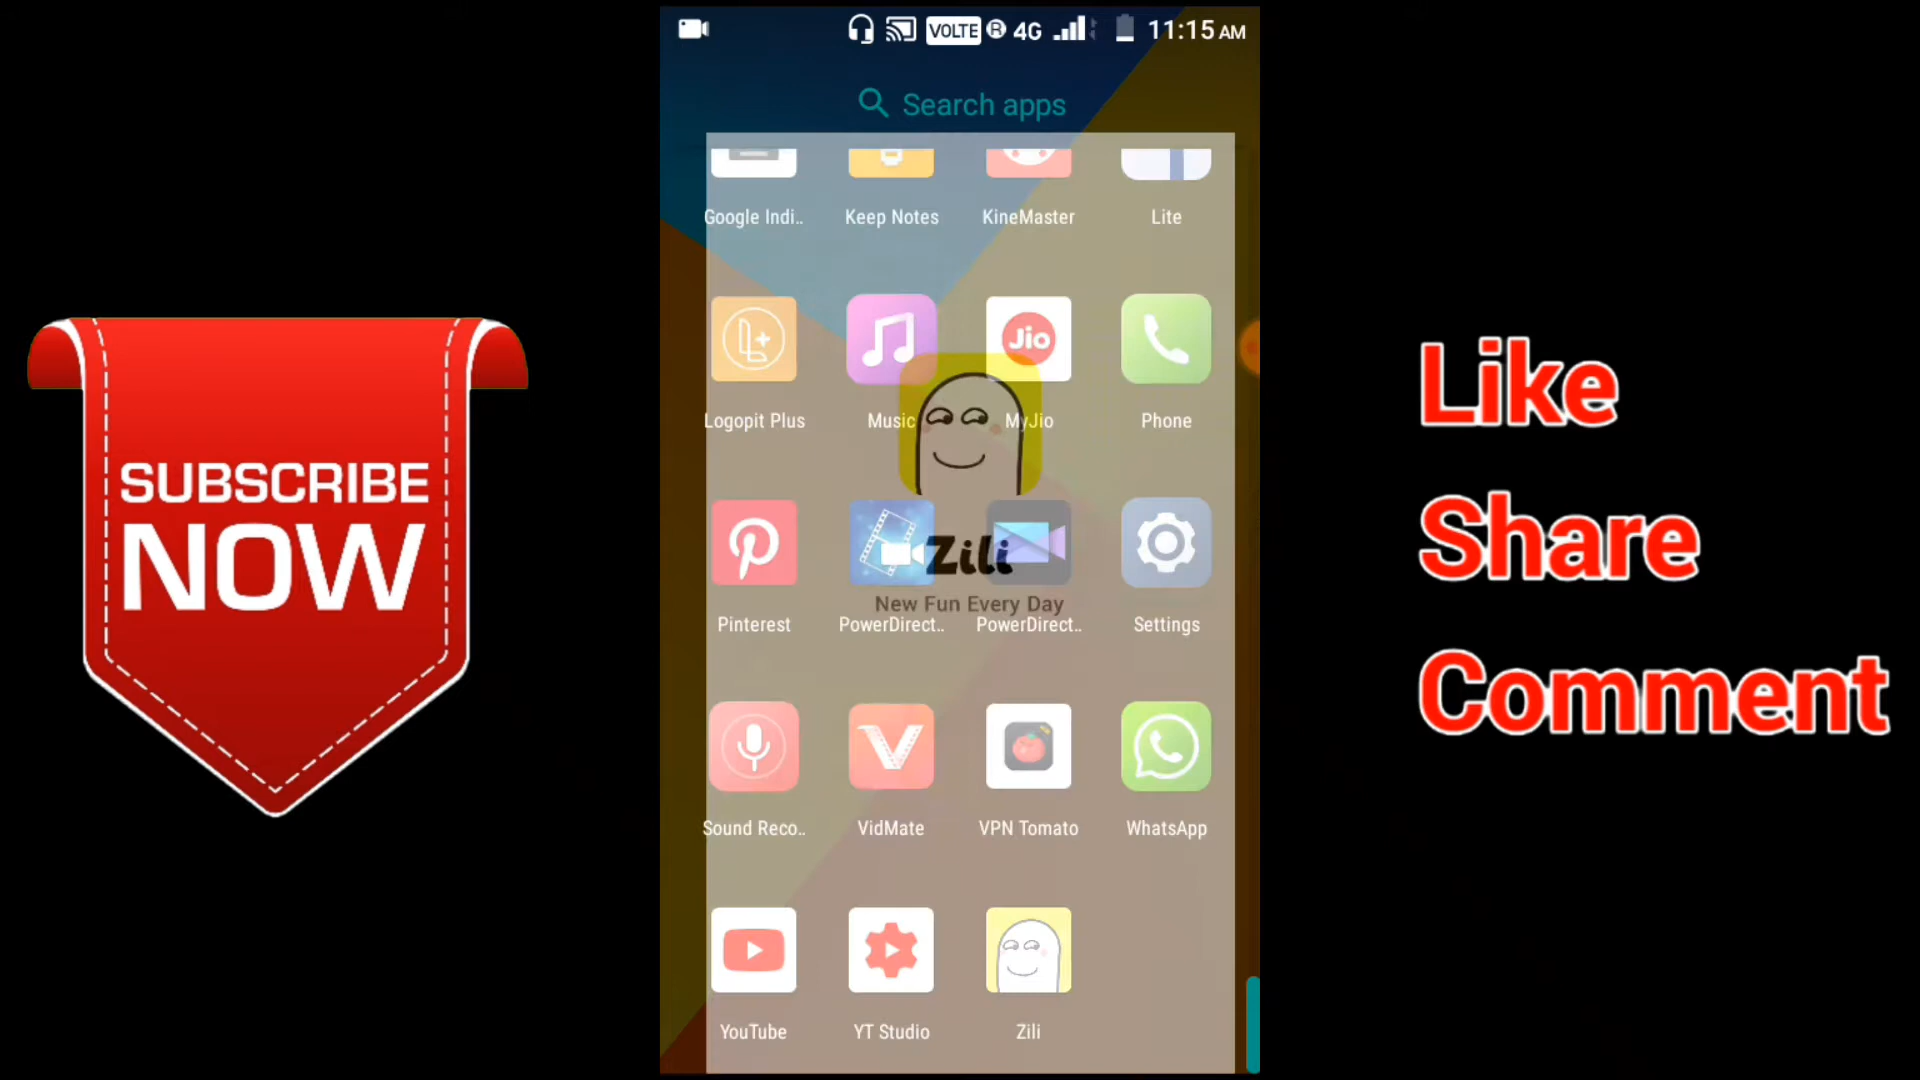 VOLTE R 4G 11:15 AM
Search apps
Google Indi.. Keep Notes KineMaster Lite
Jio
Logopit Plus Music MyJio Phone
Zili
New Fun Every Day
Pinterest PowerDirect.. PowerDirect.. Settings
Sound Reco.. VidMate VPN Tomato WhatsApp
YouTube YT Studio Zili
SUBSCRIBE
NOW
Like
Share
Comment